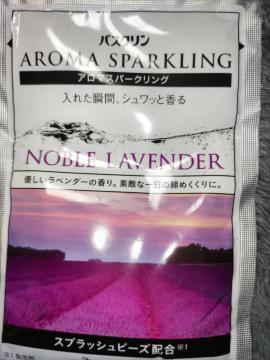 バスクリン
AROMA SPARKLING
アロマスパークリング
入れた瞬間、シュワッと香る
NOBLE LAVENDER
優しいラベンダーの香り。素敵な一日の締めくくりに。
スプラッシュビーズ配合※1